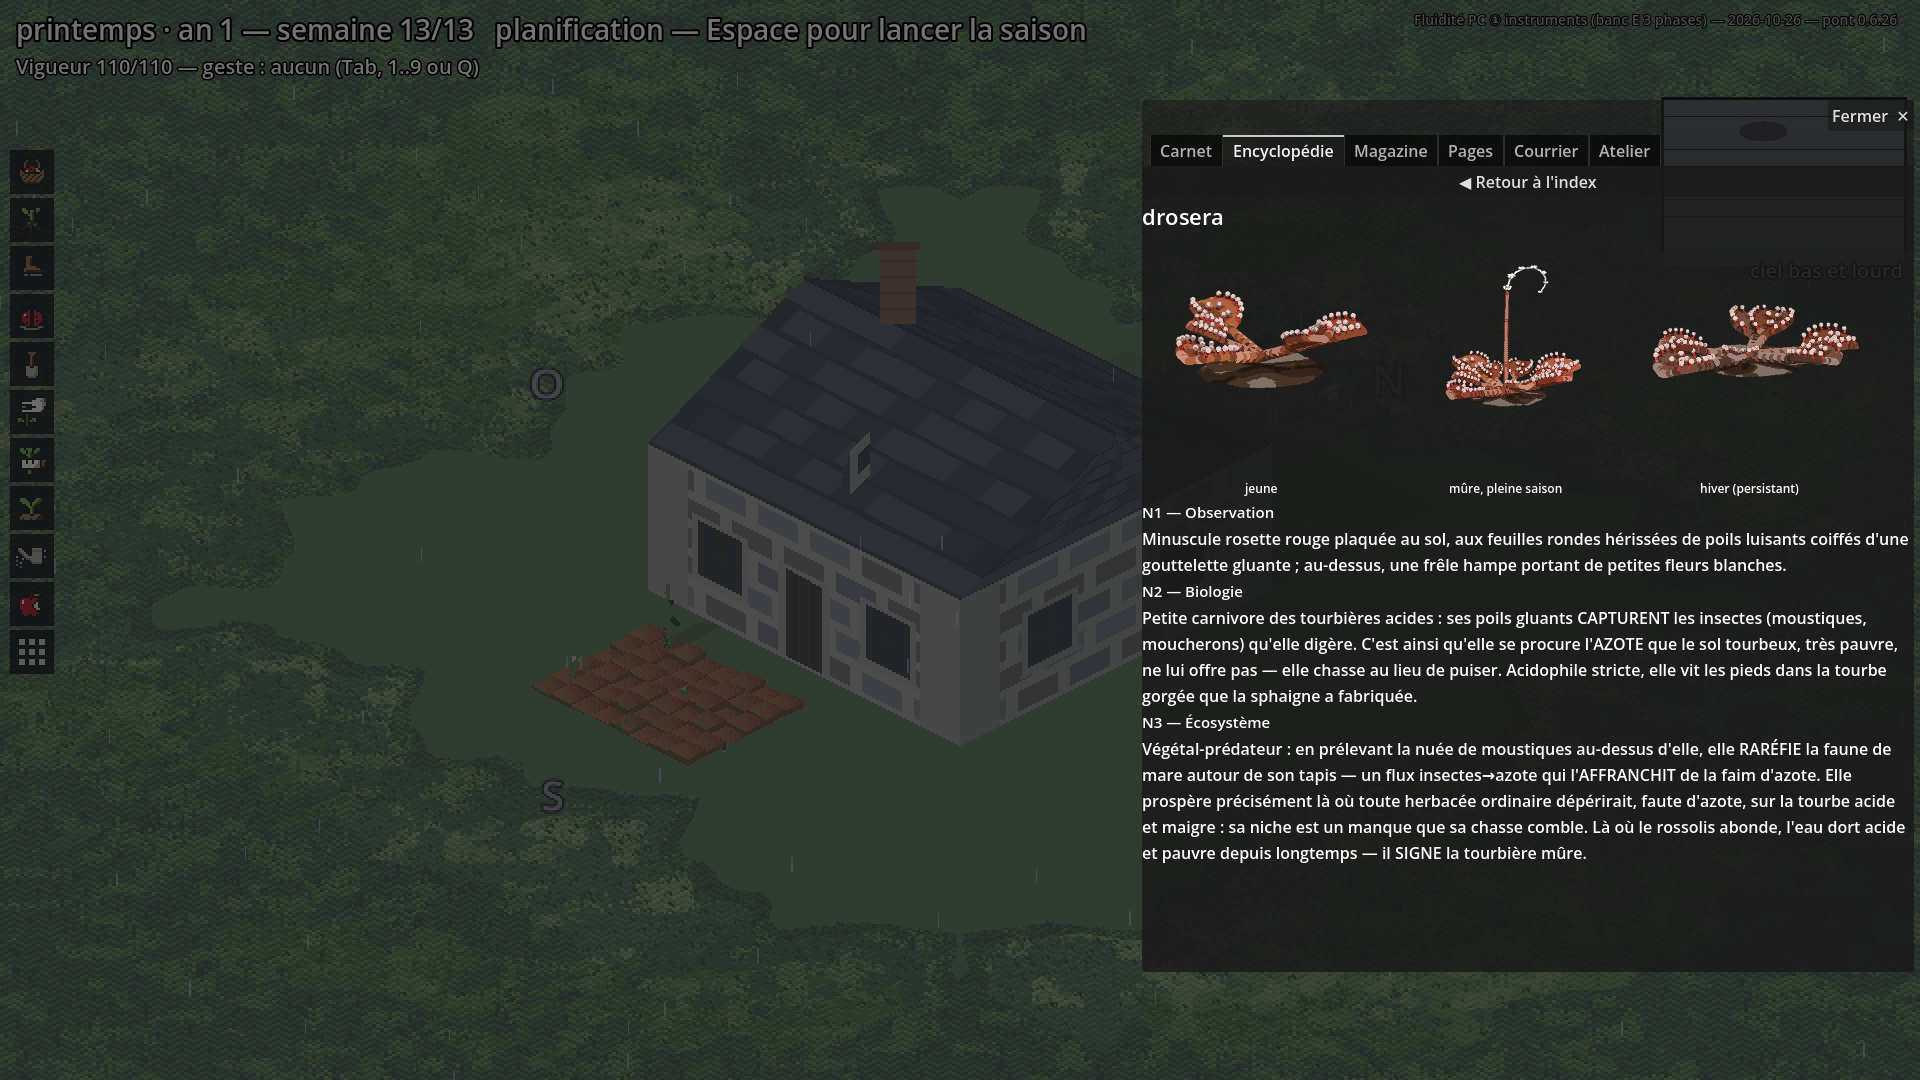 printemps · an 1 — semaine 13/13 planification — Espace pour lancer la saison
Fluidité PC ① instruments (banc E 3 phases) — 2026-10-26 — pont 0.6.26
Vigueur 110/110 — geste : aucun (Tab, 1..9 ou Q)
Fermer ×
Carnet Encyclopédie Magazine Pages Courrier Atelier
◀ Retour à l'index
drosera
ciel bas et lourd
O
N
S
jeune mûre, pleine saison hiver (persistant)
N1 — Observation
Minuscule rosette rouge plaquée au sol, aux feuilles rondes hérissées de poils luisants coiffés d'une
gouttelette gluante ; au-dessus, une frêle hampe portant de petites fleurs blanches.
N2 — Biologie
Petite carnivore des tourbières acides : ses poils gluants CAPTURENT les insectes (moustiques,
moucherons) qu'elle digère. C'est ainsi qu'elle se procure l'AZOTE que le sol tourbeux, très pauvre,
ne lui offre pas — elle chasse au lieu de puiser. Acidophile stricte, elle vit les pieds dans la tourbe
gorgée que la sphaigne a fabriquée.
N3 — Écosystème
Végétal-prédateur : en prélevant la nuée de moustiques au-dessus d'elle, elle RARÉFIE la faune de
mare autour de son tapis — un flux insectes→azote qui l'AFFRANCHIT de la faim d'azote. Elle
prospère précisément là où toute herbacée ordinaire dépérirait, faute d'azote, sur la tourbe acide
et maigre : sa niche est un manque que sa chasse comble. Là où le rossolis abonde, l'eau dort acide
et pauvre depuis longtemps — il SIGNE la tourbière mûre.